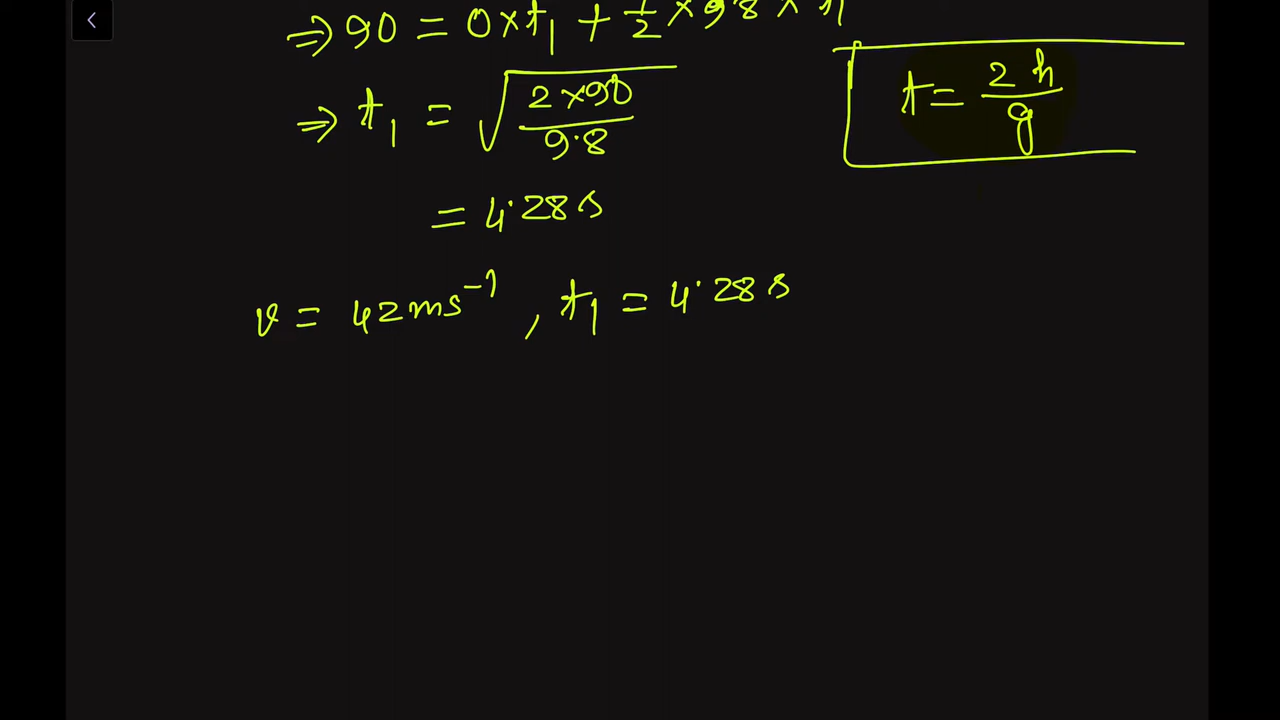 ⇒ 90 = 0×t₁ + ½ × 9.8 ×
⇒ t₁ = √(2×90/9.8)
t = 2h/g
= 4.28 s
v = 42 ms⁻¹ , t₁ = 4.28 s